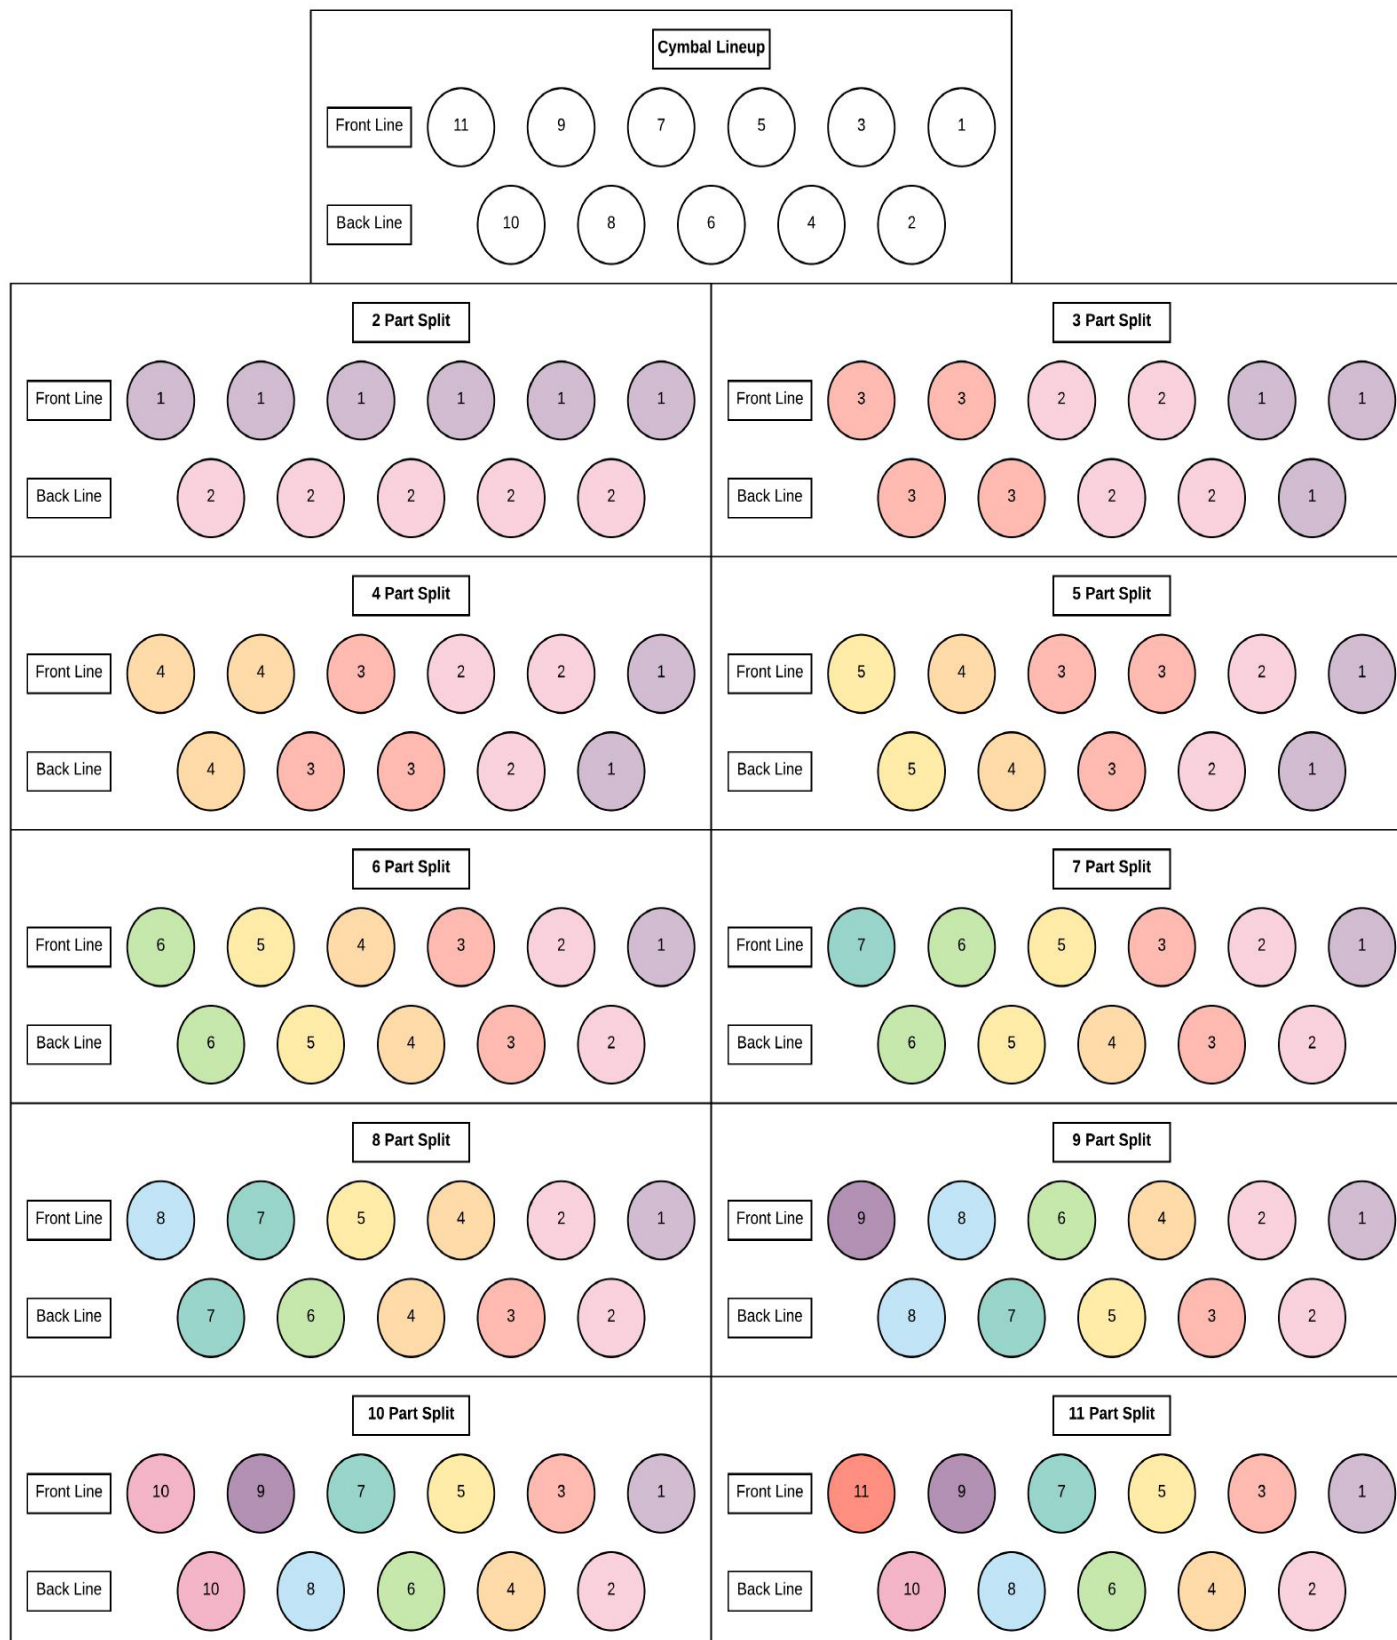 Cymbal Lineup
Front Line 11 9 7 5 3 1
Back Line 10 8 6 4 2
2 Part Split
Front Line 1 1 1 1 1 1
Back Line 2 2 2 2 2
3 Part Split
Front Line 3 3 2 2 1 1
Back Line 3 3 2 2 1
4 Part Split
Front Line 4 4 3 2 2 1
Back Line 4 3 3 2 1
5 Part Split
Front Line 5 4 3 3 2 1
Back Line 5 4 3 2 1
6 Part Split
Front Line 6 5 4 3 2 1
Back Line 6 5 4 3 2
7 Part Split
Front Line 7 6 5 3 2 1
Back Line 6 5 4 3 2
8 Part Split
Front Line 8 7 5 4 2 1
Back Line 7 6 4 3 2
9 Part Split
Front Line 9 8 6 4 2 1
Back Line 8 7 5 3 2
10 Part Split
Front Line 10 9 7 5 3 1
Back Line 10 8 6 4 2
11 Part Split
Front Line 11 9 7 5 3 1
Back Line 10 8 6 4 2